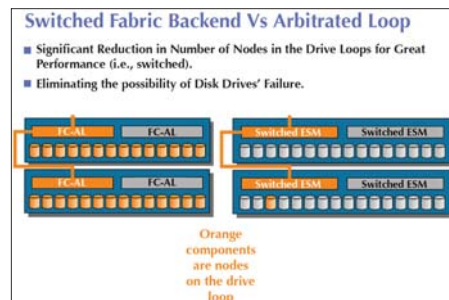 Switched Fabric Backend Vs Arbitrated Loop
Significant Reduction in Number of Nodes in the Drive Loops for Great
Performance (i.e., switched).
Eliminating the possibility of Disk Drives' Failure.
FC-AL FC-AL Switched ESM Switched ESM
FC-AL FC-AL Switched ESM Switched ESM
Orange
components
are nodes
on the drive
loop